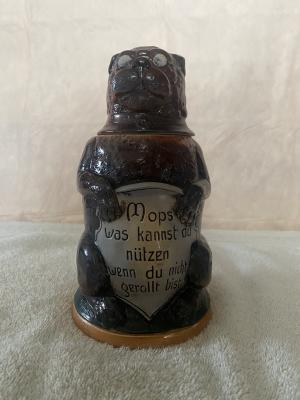 Mops
was kannst du
nützen
wenn du nicht
gerollt bist